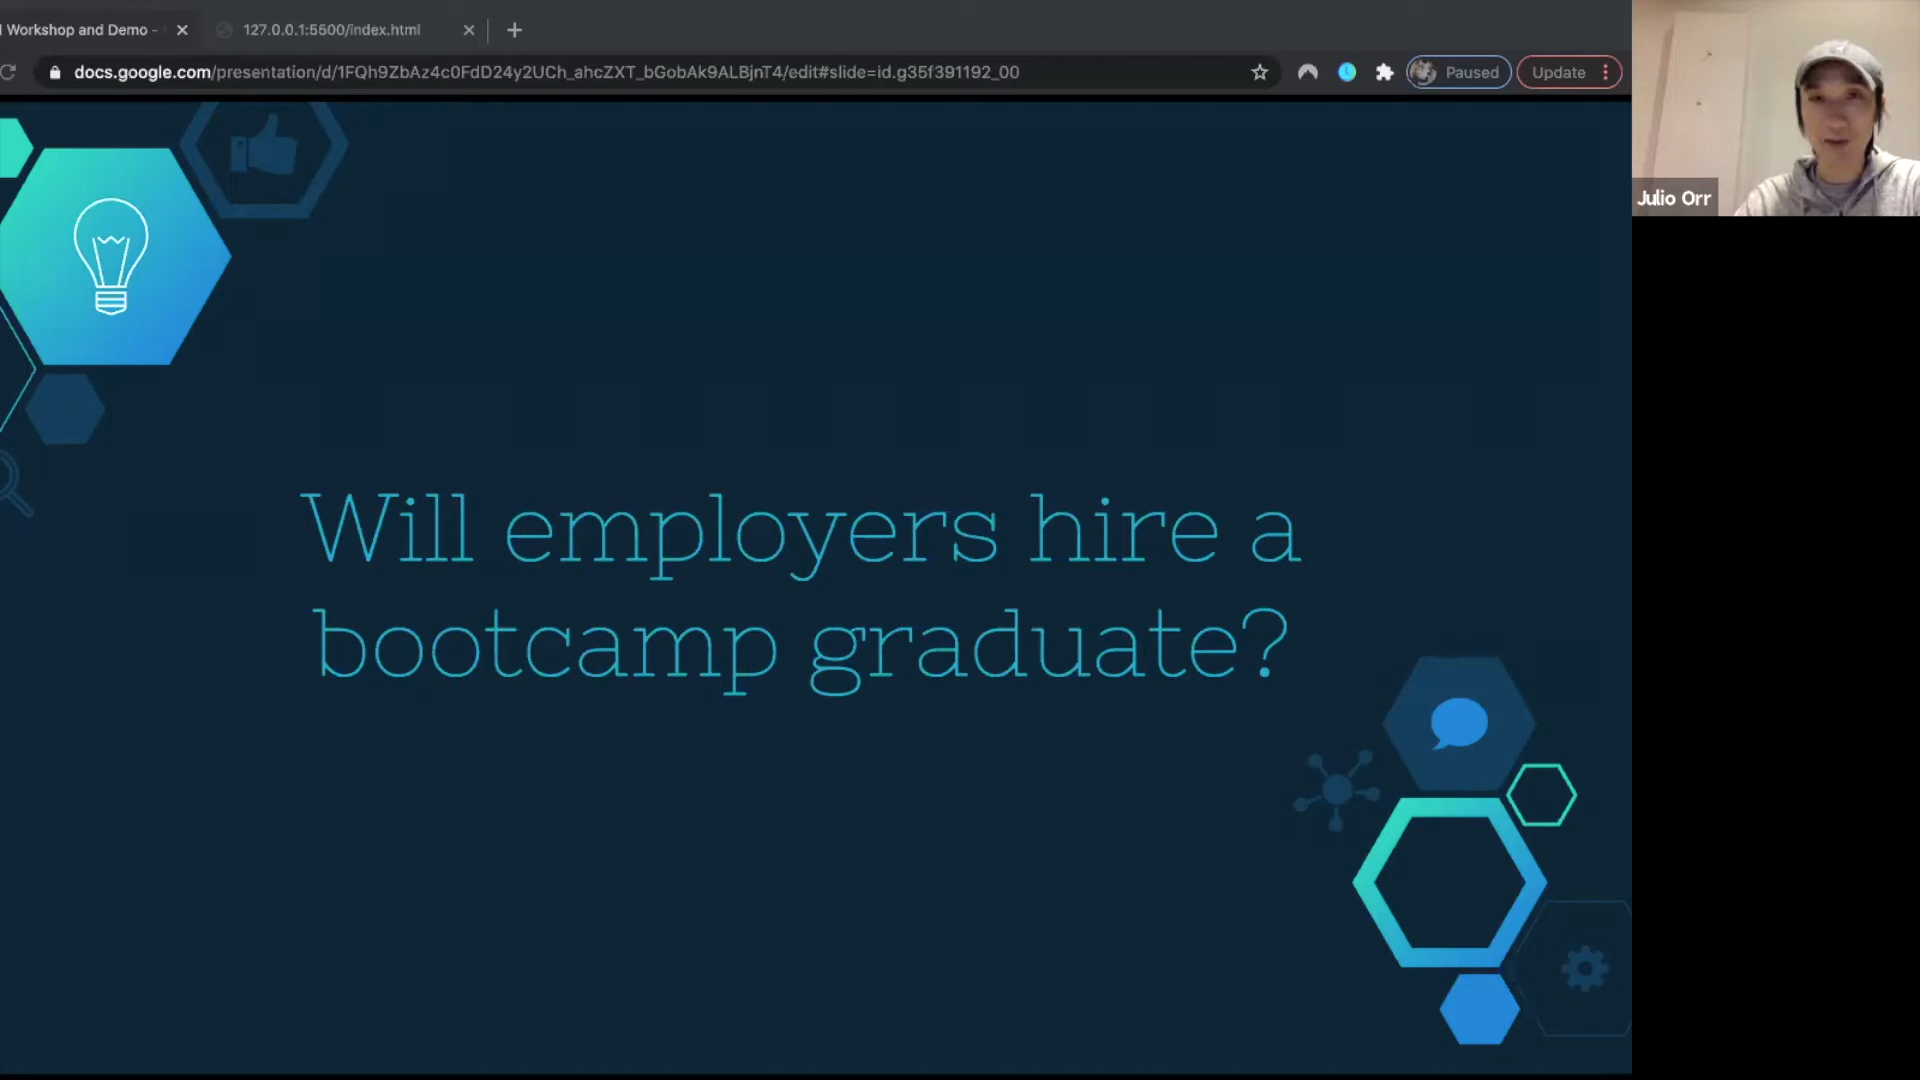 Workshop and Demo -
127.0.0.1:5500/index.html
docs.google.com/presentation/d/1FQh9ZbAz4c0FdD24y2UCh_ahcZXT_bGobAk9ALBjnT4/edit#slide=id.g35f391192_00
Paused
Update
Julio Orr
Will employers hire a
bootcamp graduate?